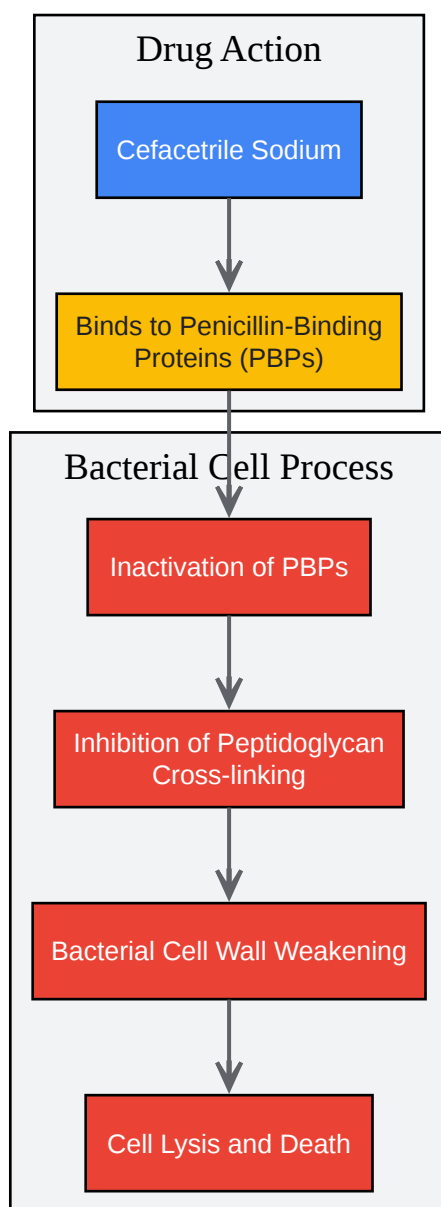 Drug Action
Cefacetrile Sodium
Binds to Penicillin-Binding
Proteins (PBPs)
Bacterial Cell Process
Inactivation of PBPs
Inhibition of Peptidoglycan
Cross-linking
Bacterial Cell Wall Weakening
Cell Lysis and Death